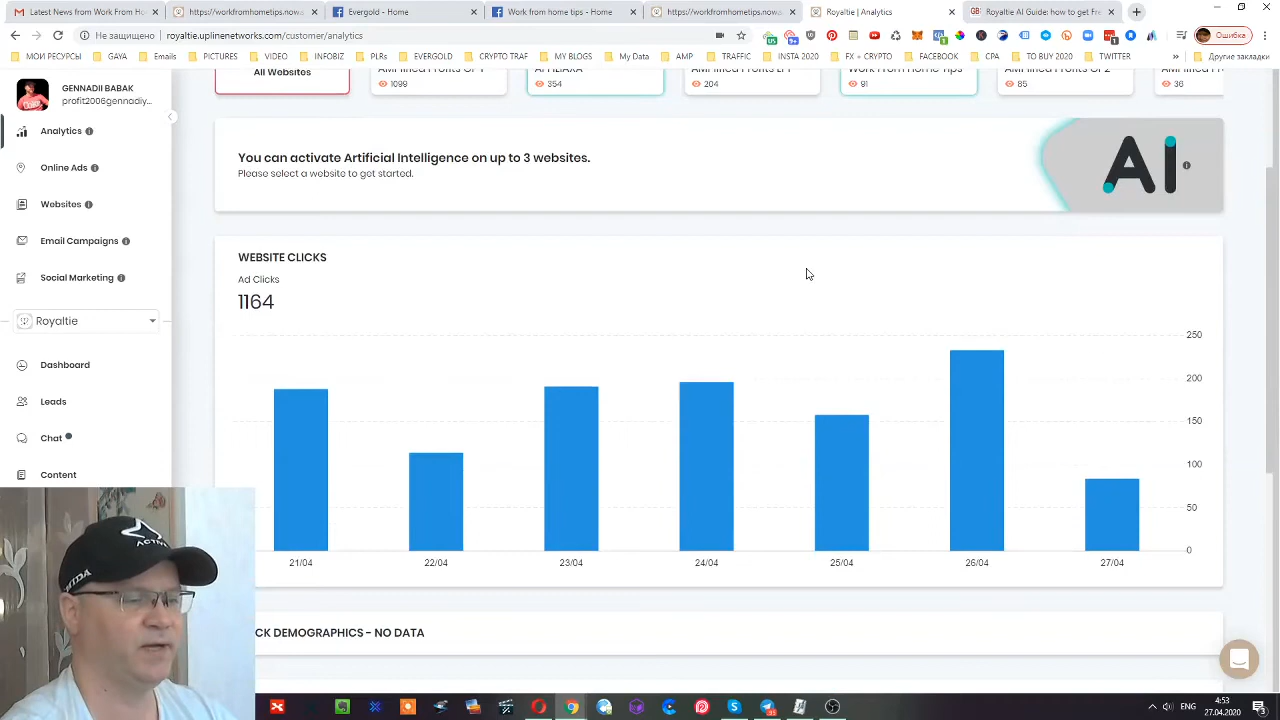 Latest News from Work From Hom
https://workfromhometips.nowa
Evergold - Home
Work from home tips - Home
https://workfromhometips.nowa
Royaltie | Analytics
Royaltie AI Guide: how to get fre
Не защищено | royaltie.uplinenetworks.com/customer/analytics
Ошибка
МОИ РЕСУРСЫ
GAYA
Emails
PICTURES
VIDEO
INSTBOX
PLRs
EVERGOLD
CRYPTO TRAF
MY BLOGS
My Data
AMP
TRAFFIC
INSTA 2020
FX + CRYPTO
FACEBOOK
CPA
TO BUY 2020
TWITTER
»
Другие закладки
GENNADII BABAK
profit2006gennadiy...
Analytics
Online Ads
Websites
Email Campaigns
Social Marketing
Royaltie
Dashboard
Leads
Chat
Content
All Websites
1099
354
204
91
85
36
You can activate Artificial Intelligence on up to 3 websites.
Please select a website to get started.
AI
WEBSITE CLICKS
Ad Clicks
1164
250
200
150
100
50
0
21/04
22/04
23/04
24/04
25/04
26/04
27/04
CK DEMOGRAPHICS - NO DATA
ENG
4:53
27.04.2020